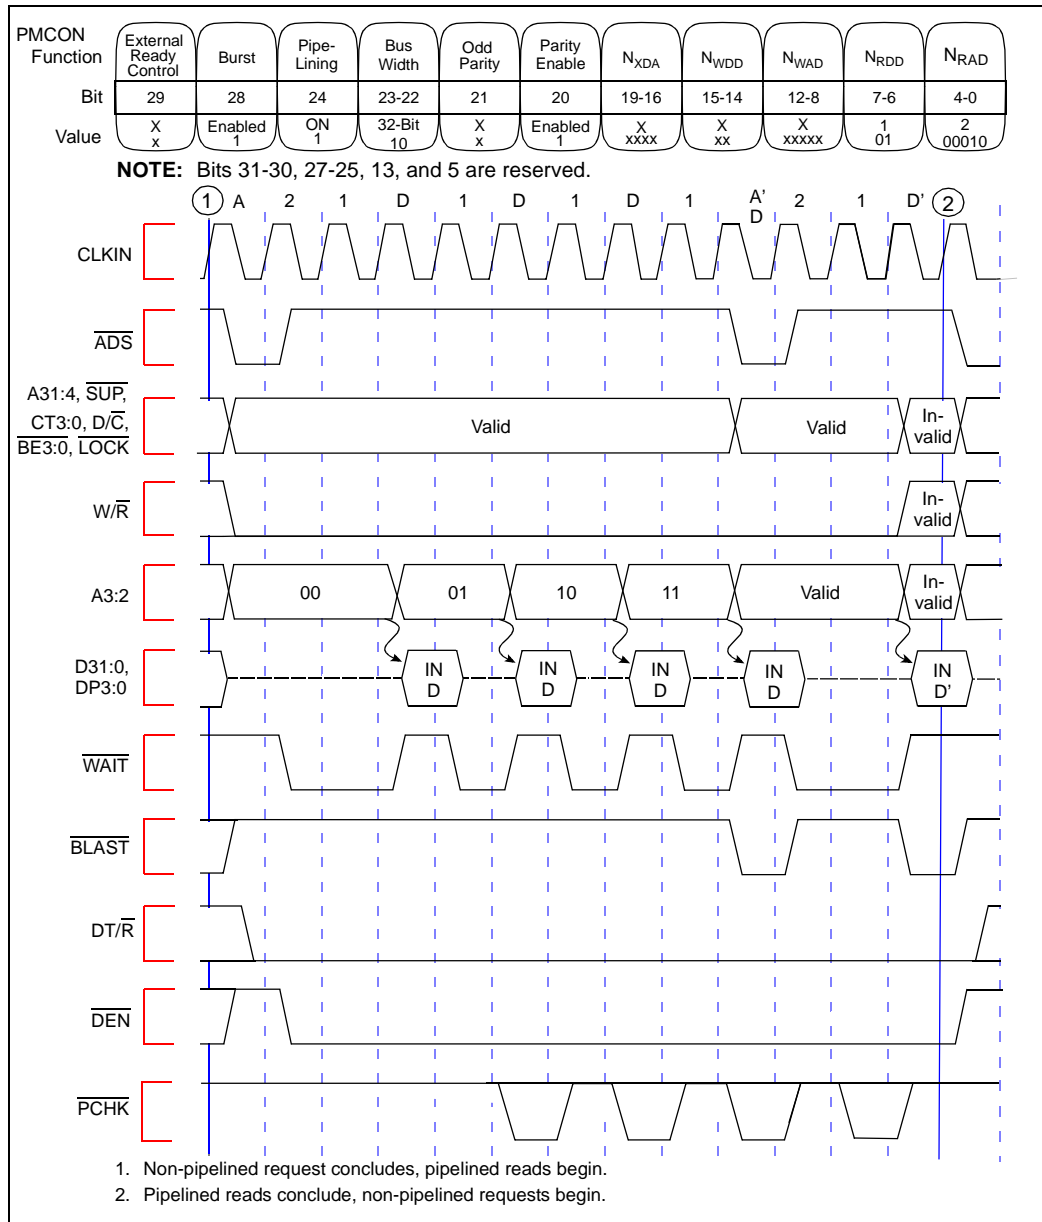 PMCON Function
External Ready Control
Burst
Pipe-Lining
Bus Width
Odd Parity
Parity Enable
NXDA
NWDD
NWAD
NRDD
NRAD
Bit 29 28 24 23-22 21 20 19-16 15-14 12-8 7-6 4-0
Value
X x
Enabled 1
ON 1
32-Bit 10
X x
Enabled 1
X xxxx
X xx
X xxxxx
1 01
2 00010
NOTE: Bits 31-30, 27-25, 13, and 5 are reserved.
1 A 2 1 D 1 D 1 D 1 A' D 2 1 D' 2
CLKIN
ADS
A31:4, SUP,
CT3:0, D/C,
BE3:0, LOCK
Valid Valid In-valid
W/R
In-valid
A3:2
00 01 10 11 Valid In-valid
D31:0,
DP3:0
IN D IN D IN D IN D IN D'
WAIT
BLAST
DT/R
DEN
PCHK
1. Non-pipelined request concludes, pipelined reads begin.
2. Pipelined reads conclude, non-pipelined requests begin.